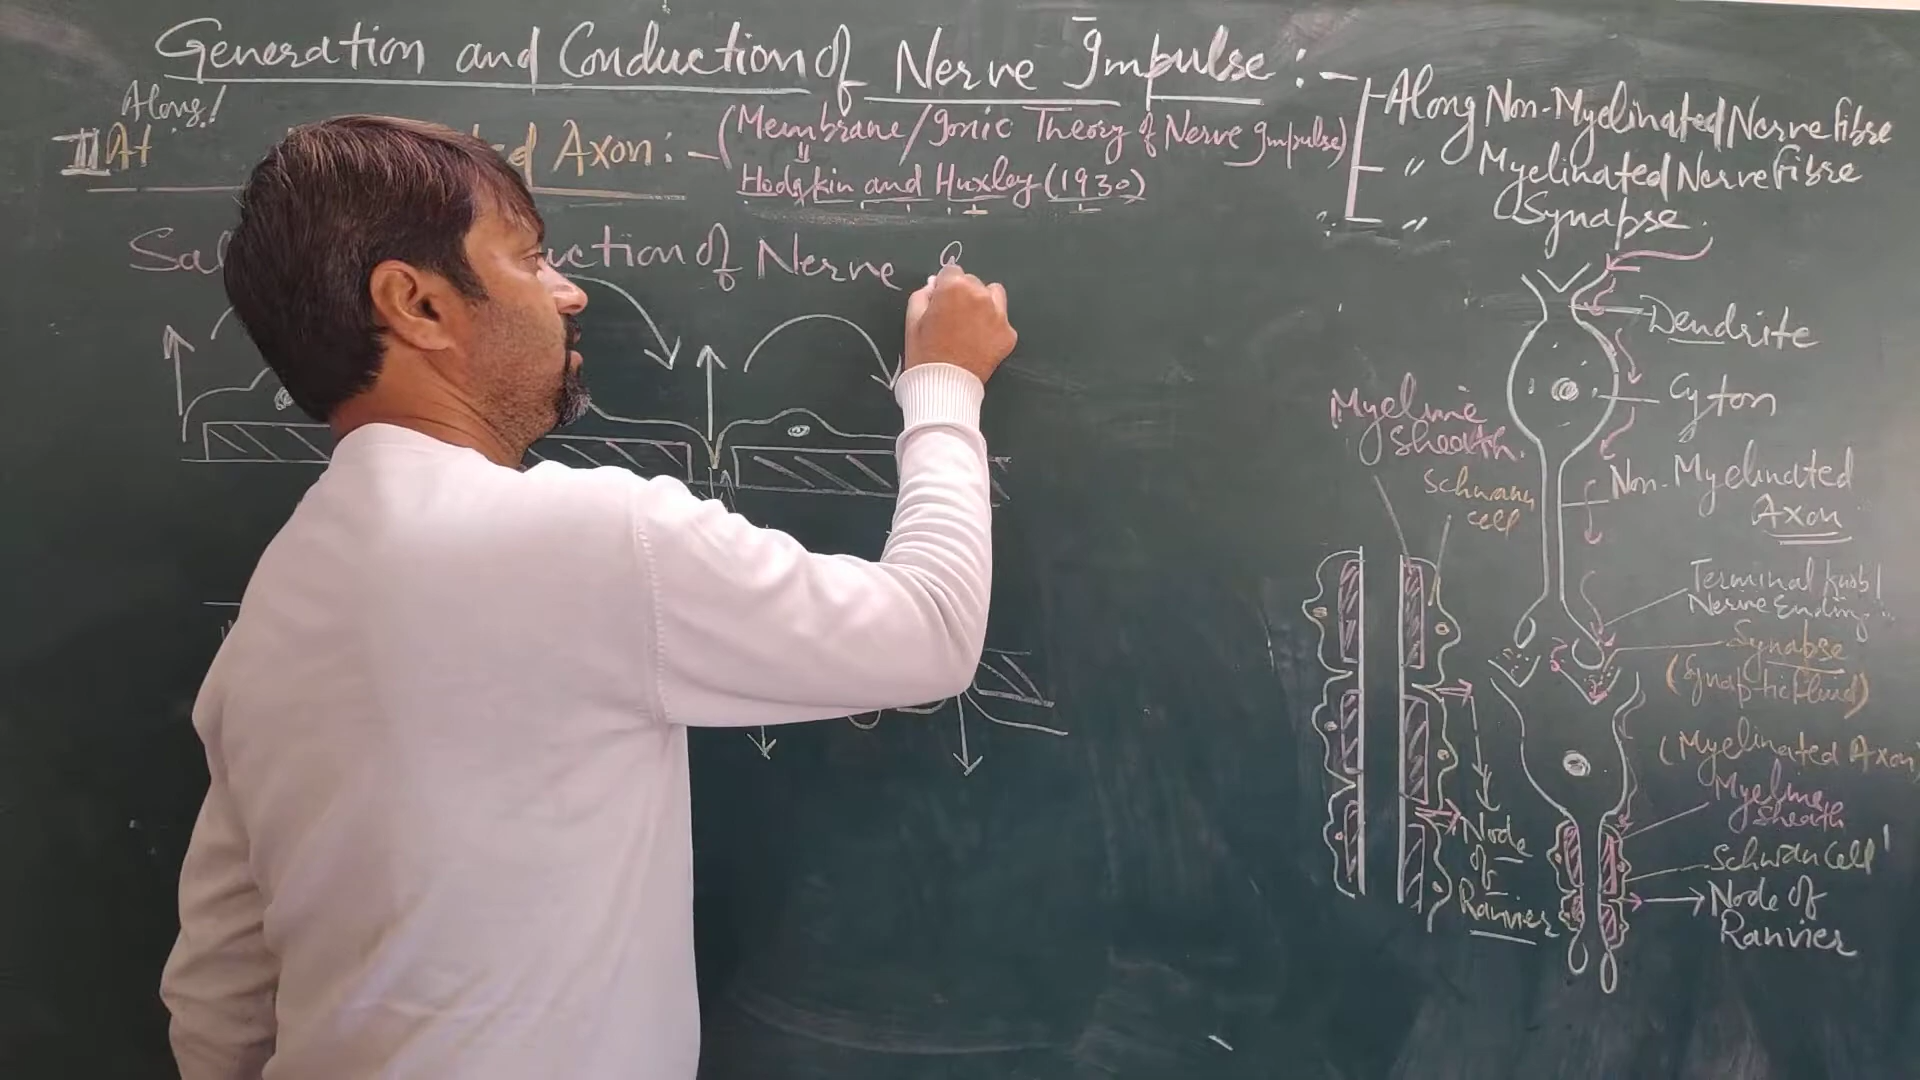 Generation and Conduction of Nerve Impulse :-
Along!
II At ed Axon :- (Membrane/Ionic Theory of Nerve Impulse)
Hodgkin and Huxley (1930)
Along Non-Myelinated Nerve fibre
" Myelinated Nerve Fibre
" Synapse.
Sal uction of Nerve
Dendrite
Cyton
Myeline
Sheath.
Schwann
cell
Non-Myelinated
Axon
Terminal knob/
Nerve Ending
Synapse
(Synaptic fluid)
(Myelinated Axon)
Myeline
Sheath
Schwan Cell
Node of
Ranvier
Node
of
Ranvier